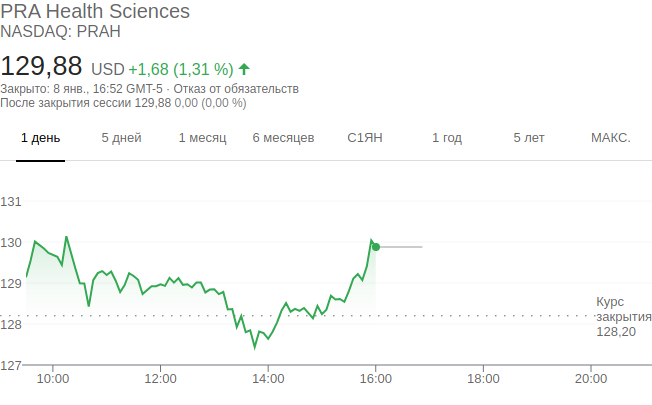 PRA Health Sciences
NASDAQ: PRAH
129,88 USD +1,68 (1,31 %)
Закрыто: 8 янв., 16:52 GMT-5 · Отказ от обязательств
После закрытия сессии 129,88 0,00 (0,00 %)
1 день 5 дней 1 месяц 6 месяцев С1ЯН 1 год 5 лет МАКС.
131
130
129
Курс
128 закрытия
128,20
127
10:00 12:00 14:00 16:00 18:00 20:00